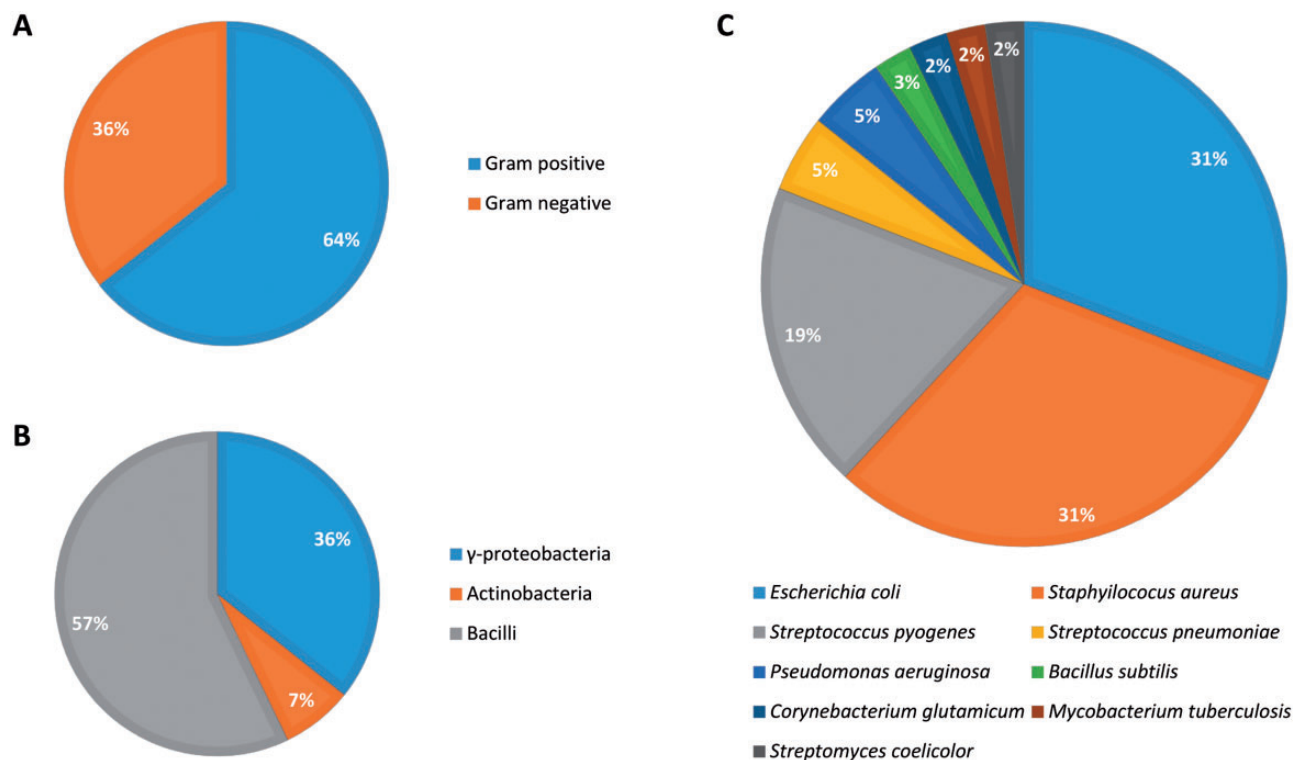 A
36%
64%
Gram positive
Gram negative
B
36%
57%
7%
γ-proteobacteria
Actinobacteria
Bacilli
C
2%
2%
2%
3%
5%
5%
31%
19%
31%
Escherichia coli
Staphyilococus aureus
Streptococcus pyogenes
Streptococcus pneumoniae
Pseudomonas aeruginosa
Bacillus subtilis
Corynebacterium glutamicum
Mycobacterium tuberculosis
Streptomyces coelicolor